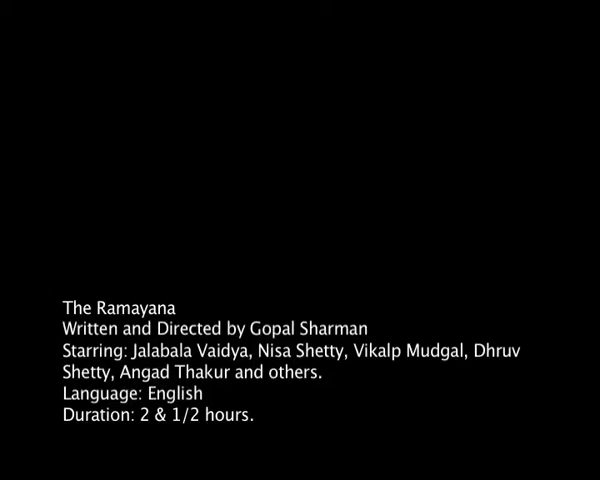 The Ramayana
Written and Directed by Gopal Sharman
Starring: Jalabala Vaidya, Nisa Shetty, Vikalp Mudgal, Dhruv
Shetty, Angad Thakur and others.
Language: English
Duration: 2 & 1/2 hours.